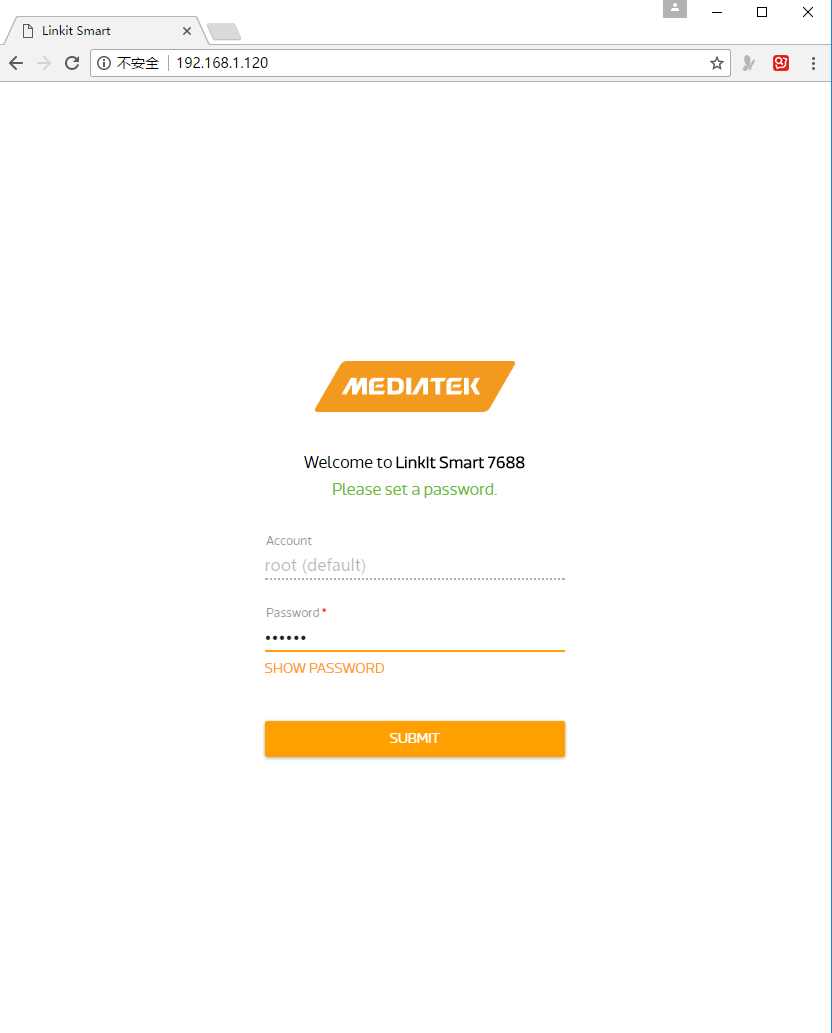 Linkit Smart
不安全
192.168.1.120
MEDIATEK
Welcome to LinkIt Smart 7688
Please set a password.
Account
root (default)
Password *
••••••
SHOW PASSWORD
SUBMIT